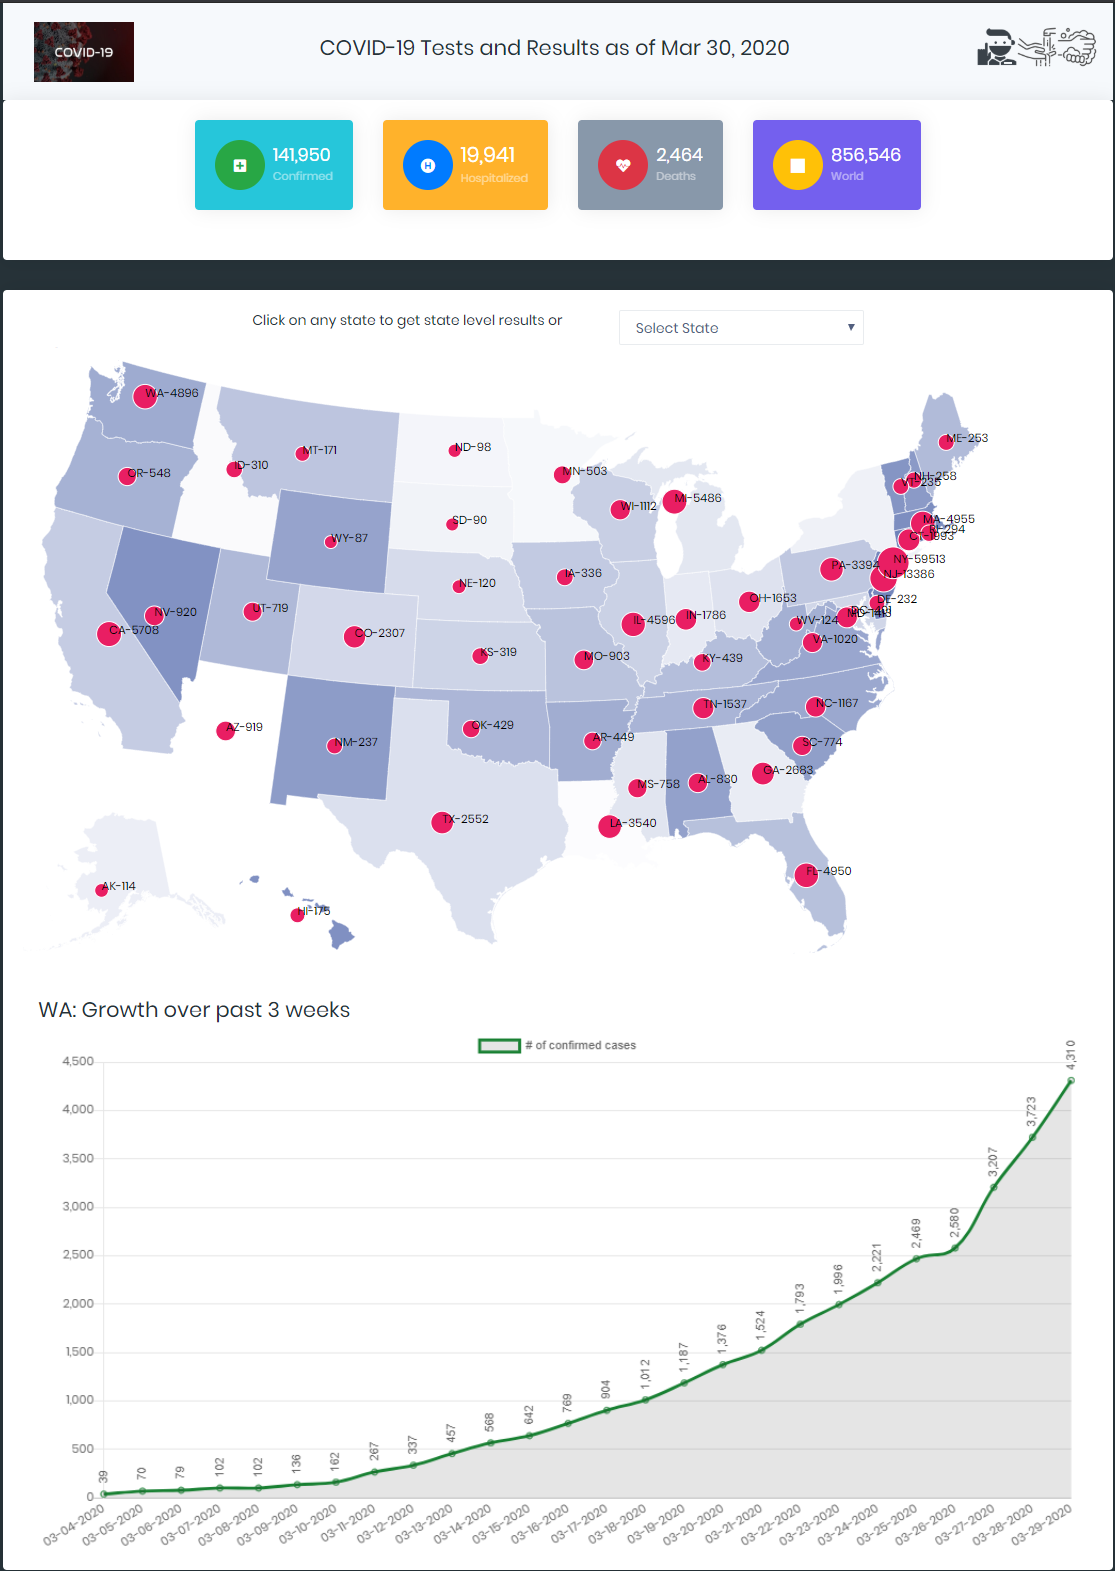 COVID-19
COVID-19 Tests and Results as of Mar 30, 2020
141,950
Confirmed
19,941
Hospitalized
2,464
Deaths
856,546
World
Click on any state to get state level results or
Select State
WA-4896
MT-171
ND-98
ME-253
OR-548
ID-310
MN-503
NH-258
VT-235
WI-1112
MI-5486
SD-90
MA-4955
RI-294
WY-87
CT-1993
NY-59513
PA-3394
NJ-13386
IA-336
NE-120
OH-1653
DE-232
NV-920
UT-719
IL-4596
IN-1786
WV-124
CA-5708
CO-2307
VA-1020
KS-319
MO-903
KY-439
TN-1537
NC-1167
AZ-919
OK-429
AR-449
NM-237
SC-774
GA-2683
MS-758
AL-830
TX-2552
LA-3540
FL-4950
AK-114
HI-175
WA: Growth over past 3 weeks
# of confirmed cases
4,500
4,000
3,500
3,000
2,500
2,000
1,500
1,000
500
0
39
70
79
102
102
136
162
267
337
457
568
642
769
904
1,012
1,187
1,376
1,524
1,793
1,996
2,221
2,469
2,580
3,207
3,723
4,310
03-04-2020
03-05-2020
03-06-2020
03-07-2020
03-08-2020
03-09-2020
03-10-2020
03-11-2020
03-12-2020
03-13-2020
03-14-2020
03-15-2020
03-16-2020
03-17-2020
03-18-2020
03-19-2020
03-20-2020
03-21-2020
03-22-2020
03-23-2020
03-24-2020
03-25-2020
03-26-2020
03-27-2020
03-28-2020
03-29-2020